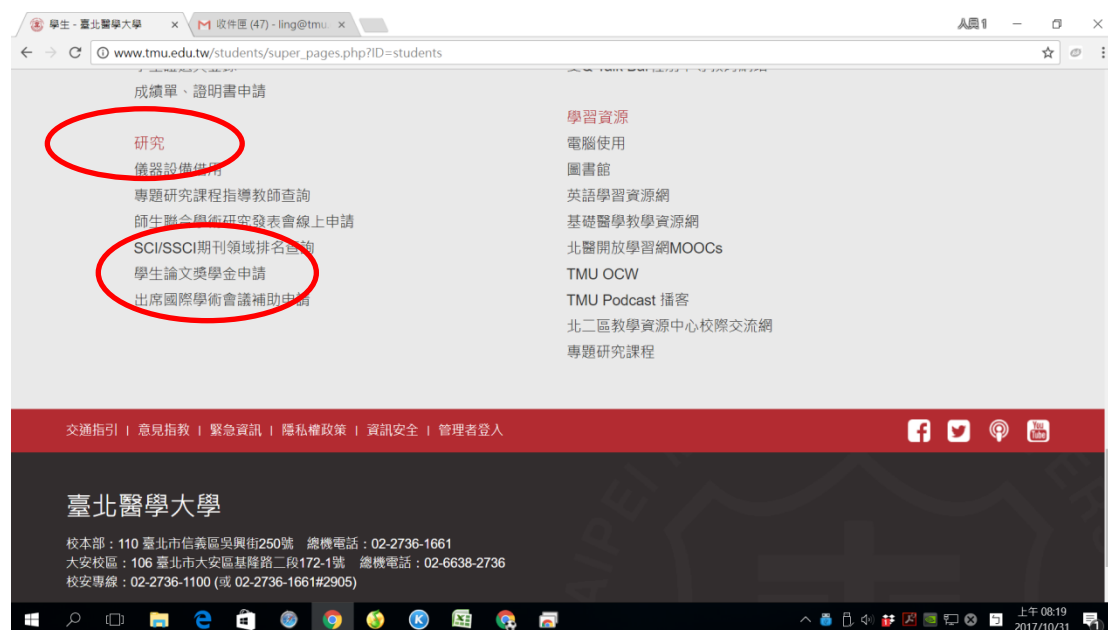 學生 - 臺北醫學大學
收件匣 (47) - ling@tmu.
人員1
www.tmu.edu.tw/students/super_pages.php?ID=students
成績單、證明書申請
研究
儀器設備借用
專題研究課程指導教師查詢
師生聯合學術研究發表會線上申請
SCI/SSCI期刊領域排名查詢
學生論文獎學金申請
出席國際學術會議補助申請
學習資源
電腦使用
圖書館
英語學習資源網
基礎醫學教學資源網
北醫開放學習網MOOCs
TMU OCW
TMU Podcast 播客
北二區教學資源中心校際交流網
專題研究課程
交通指引 | 意見指教 | 緊急資訊 | 隱私權政策 | 資訊安全 | 管理者登入
You Tube
臺北醫學大學
校本部：110 臺北市信義區吳興街250號 總機電話：02-2736-1661
大安校區：106 臺北市大安區基隆路二段172-1號 總機電話：02-6638-2736
校安專線：02-2736-1100 (或 02-2736-1661#2905)
上午 08:19
2017/10/31